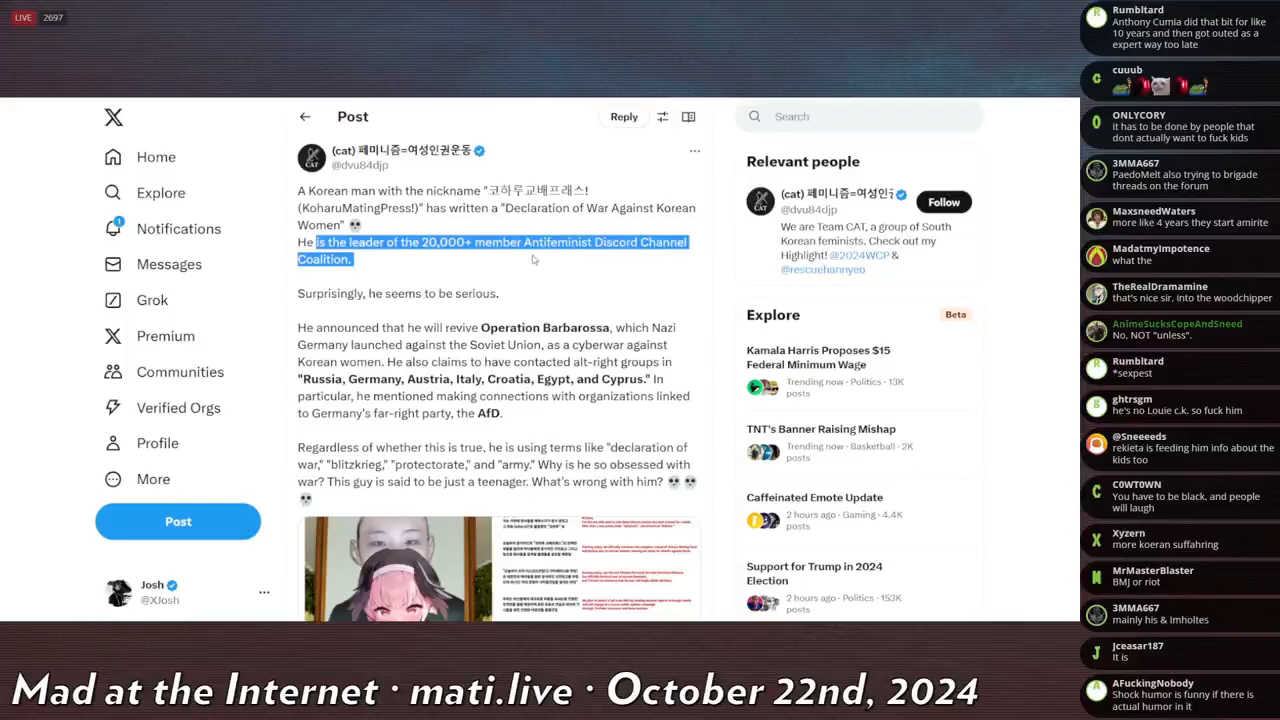 LIVE 2697
Home
Explore
1
Notifications
Messages
Grok
Premium
Communities
Verified Orgs
Profile
More
Post
Josh
@XJosh
Post
Reply
(cat) 페미니즘=여성인권운동
@dvu84djp
A Korean man with the nickname "코하루교배프레스!
(KoharuMatingPress!)" has written a "Declaration of War Against Korean
Women" 💀
He is the leader of the 20,000+ member Antifeminist Discord Channel
Coalition.
Surprisingly, he seems to be serious.
He announced that he will revive Operation Barbarossa, which Nazi
Germany launched against the Soviet Union, as a cyberwar against
Korean women. He also claims to have contacted alt-right groups in
"Russia, Germany, Austria, Italy, Croatia, Egypt, and Cyprus." In
particular, he mentioned making connections with organizations linked
to Germany's far-right party, the AfD.
Regardless of whether this is true, he is using terms like "declaration of
war," "blitzkrieg," "protectorate," and "army." Why is he so obsessed with
war? This guy is said to be just a teenager. What's wrong with him? 💀 💀
💀
Search
Relevant people
(cat) 페미니즘=여성인권
@dvu84djp
Follow
We are Team CAT, a group of South
Korean feminists. Check out my
Highlight! @2024WCP &
@rescuehannyeo
Explore
Beta
Kamala Harris Proposes $15
Federal Minimum Wage
Trending now · Politics · 13K
posts
TNT's Banner Raising Mishap
Trending now · Basketball · 2K
posts
Caffeinated Emote Update
2 hours ago · Gaming · 4.4K
posts
Support for Trump in 2024
Election
2 hours ago · Politics · 153K
posts
Rumbltard
Anthony Cumia did that bit for like
10 years and then got outed as a
expert way too late
cuuub
ONLYCORY
it has to be done by people that
dont actually want to fuck kids
3MMA667
PaedoMelt also trying to brigade
threads on the forum
MaxsneedWaters
more like 4 years they start amirite
MadatmyImpotence
what the
TheRealDramamine
that's nice sir, into the woodchipper
AnimeSucksCopeAndSneed
No, NOT "unless".
Rumbltard
*sexpest
ghtrsgm
he's no Louie c.k. so fuck him
@Sneeeeds
rekieta is feeding him info about the
kids too
C0WT0WN
You have to be black, and people
will laugh
Xyzern
more koeran suffahring
MrMasterBlaster
BMJ or riot
3MMA667
mainly his & Imholtes
Jceasar187
It is
AFuckingNobody
Shock humor is funny if there is
actual humor in it
Mad at the Internet · mati.live · October 22nd, 2024